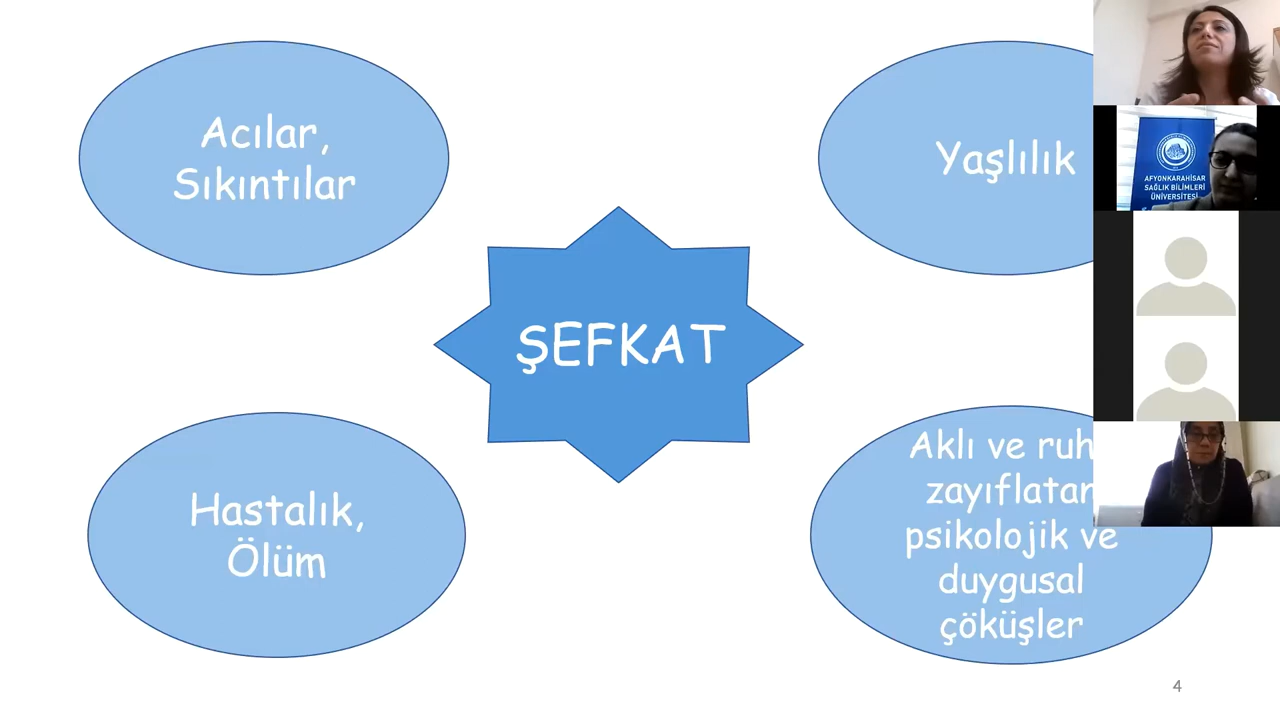 Acılar,
Sıkıntılar
Yaşlılık
AFYONKARAHİSAR
SAĞLIK BİLİMLERİ
ÜNİVERSİTESİ
ŞEFKAT
Hastalık,
Ölüm
Aklı ve ruh
zayıflatan
psikolojik ve
duygusal
çöküşler
4